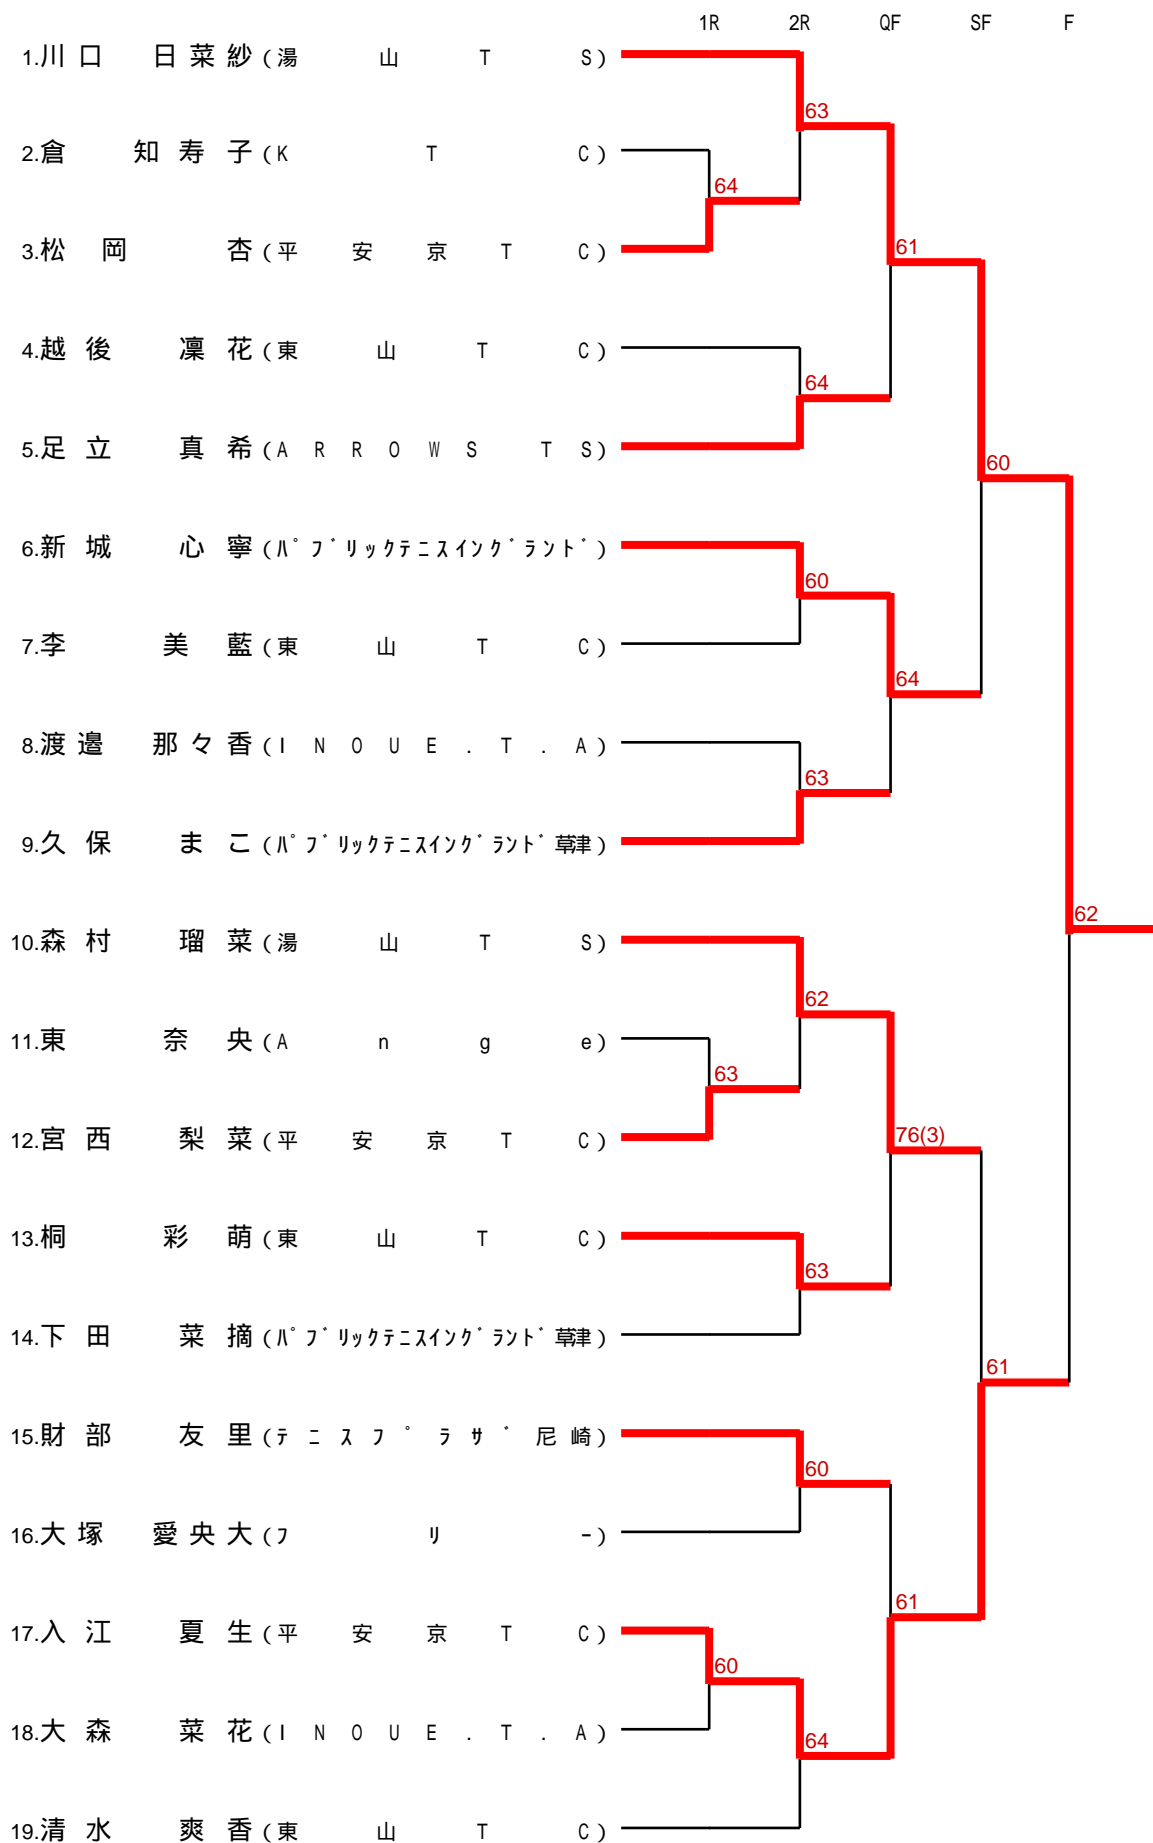 1R 2R QF SF F
1.川口 日菜紗(湯山TS)
63
2.倉 知寿子(KTC)
64
3.松岡 杏(平安京TC)
61
4.越後 凜花(東山TC)
64
5.足立 真希(ARROWS TS)
60
6.新城 心寧(パブリックテニスイングランド)
60
7.李 美藍(東山TC)
64
8.渡邉 那々香(INOUE.T.A)
63
9.久保 まこ(パブリックテニスイングランド草津)
62
10.森村 瑠菜(湯山TS)
62
11.東 奈央(Ange)
63
12.宮西 梨菜(平安京TC)
76(3)
13.桐 彩萌(東山TC)
63
14.下田 菜摘(パブリックテニスイングランド草津)
61
15.財部 友里(テニスプラザ尼崎)
60
16.大塚 愛央大(フリー)
61
17.入江 夏生(平安京TC)
60
18.大森 菜花(INOUE.T.A)
64
19.清水 爽香(東山TC)